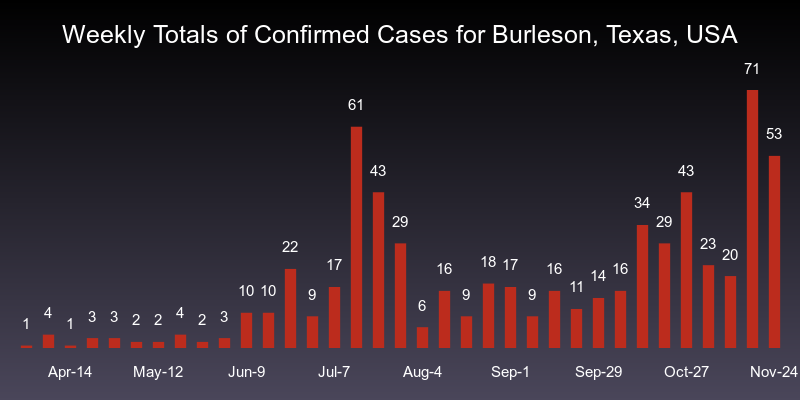 Weekly Totals of Confirmed Cases for Burleson, Texas, USA
1 4 1 3 3 2 2 4 2 3 10 10 22 9 17 61 43 29 6 16 9 18 17 9 16 11 14 16 34 29 43 23 20 71 53
Apr-14 May-12 Jun-9 Jul-7 Aug-4 Sep-1 Sep-29 Oct-27 Nov-24